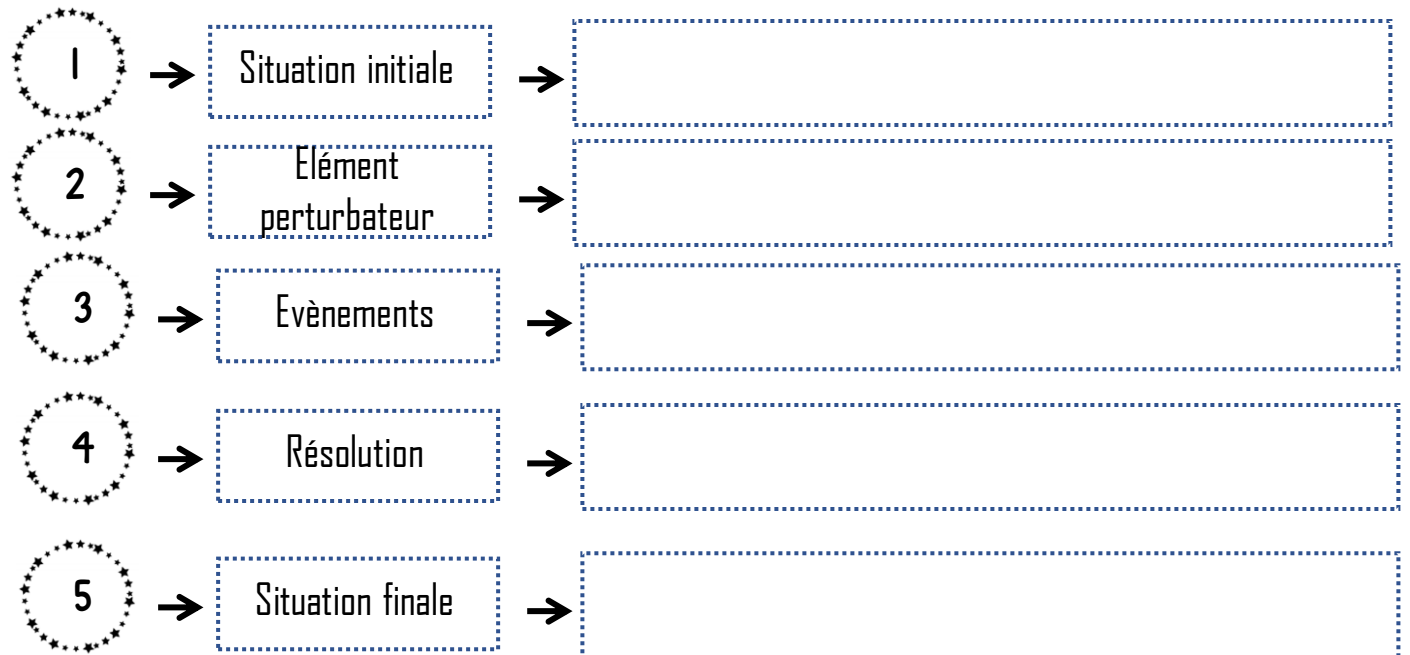 1
Situation initiale
2
Elément
perturbateur
3
Evènements
4
Résolution
5
Situation finale